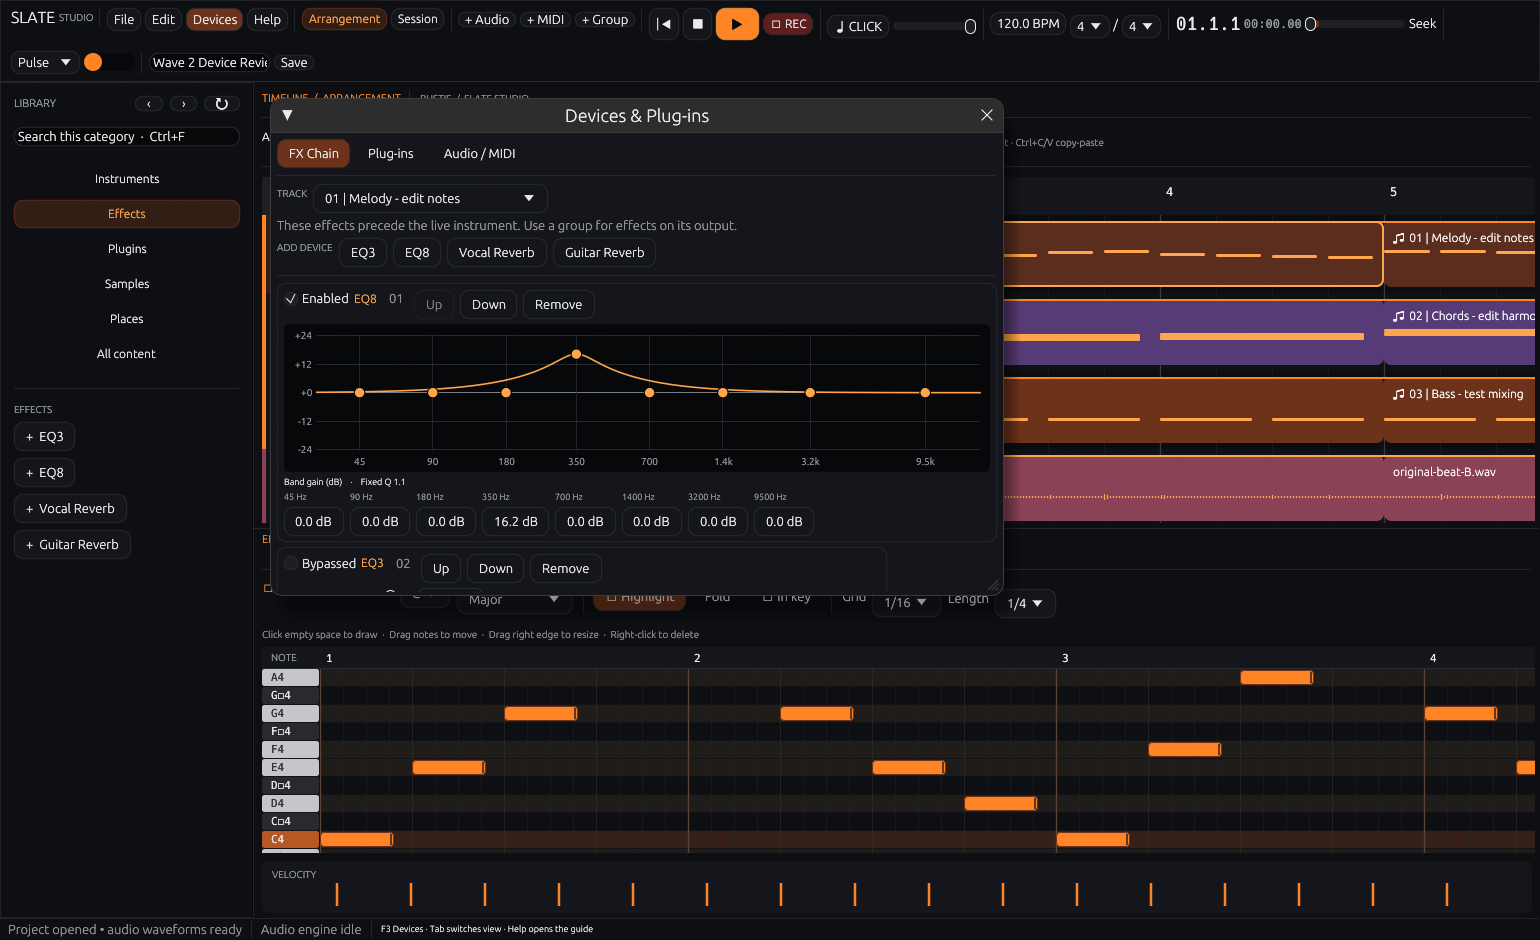 SLATE STUDIO File Edit Devices Help Arrangement Session + Audio + MIDI + Group REC CLICK 120.0 BPM 4 / 4 01.1.1 00:00.00 Seek
Pulse Wave 2 Device Revie Save
LIBRARY ‹ ›
Search this category · Ctrl+F
Instruments
Effects
Plugins
Samples
Places
All content
EFFECTS
+ EQ3
+ EQ8
+ Vocal Reverb
+ Guitar Reverb
TIMELINE / ARRANGEMENT
Devices & Plug-ins
FX Chain Plug-ins Audio / MIDI
t · Ctrl+C/V copy-paste
TRACK 01 | Melody - edit notes
These effects precede the live instrument. Use a group for effects on its output.
ADD DEVICE EQ3 EQ8 Vocal Reverb Guitar Reverb
Enabled EQ8 01 Up Down Remove
+24
+12
+0
-12
-24
45 90 180 350 700 1.4k 3.2k 9.5k
Band gain (dB) · Fixed Q 1.1
45 Hz 90 Hz 180 Hz 350 Hz 700 Hz 1400 Hz 3200 Hz 9500 Hz
0.0 dB 0.0 dB 0.0 dB 16.2 dB 0.0 dB 0.0 dB 0.0 dB 0.0 dB
Bypassed EQ3 02 Up Down Remove
4 5
01 | Melody - edit notes
02 | Chords - edit harmo
03 | Bass - test mixing
original-beat-B.wav
Major Highlight Fold In key Grid 1/16 Length 1/4
Click empty space to draw · Drag notes to move · Drag right edge to resize · Right-click to delete
NOTE 1 2 3 4
A4
G□4
G4
F□4
F4
E4
D□4
D4
C□4
C4
VELOCITY
Project opened • audio waveforms ready Audio engine idle F3 Devices · Tab switches view · Help opens the guide